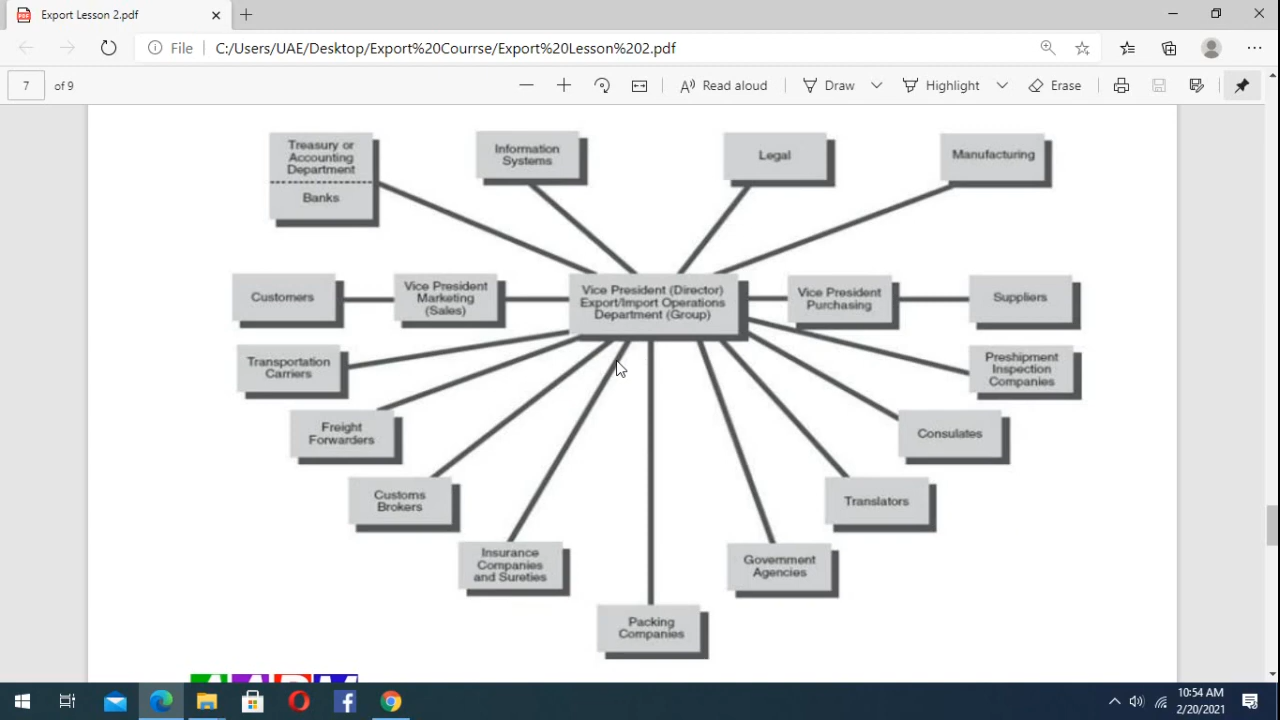 Export Lesson 2.pdf
File
C:/Users/UAE/Desktop/Export%20Courrse/Export%20Lesson%202.pdf
7
of 9
Read aloud
Draw
Highlight
Erase
Treasury or
Accounting
Department
Banks
Information
Systems
Legal
Manufacturing
Customers
Vice President
Marketing
(Sales)
Vice President (Director)
Export/Import Operations
Department (Group)
Vice President
Purchasing
Suppliers
Transportation
Carriers
Preshipment
Inspection
Companies
Freight
Forwarders
Consulates
Customs
Brokers
Translators
Insurance
Companies
and Sureties
Government
Agencies
Packing
Companies
10:54 AM
2/20/2021